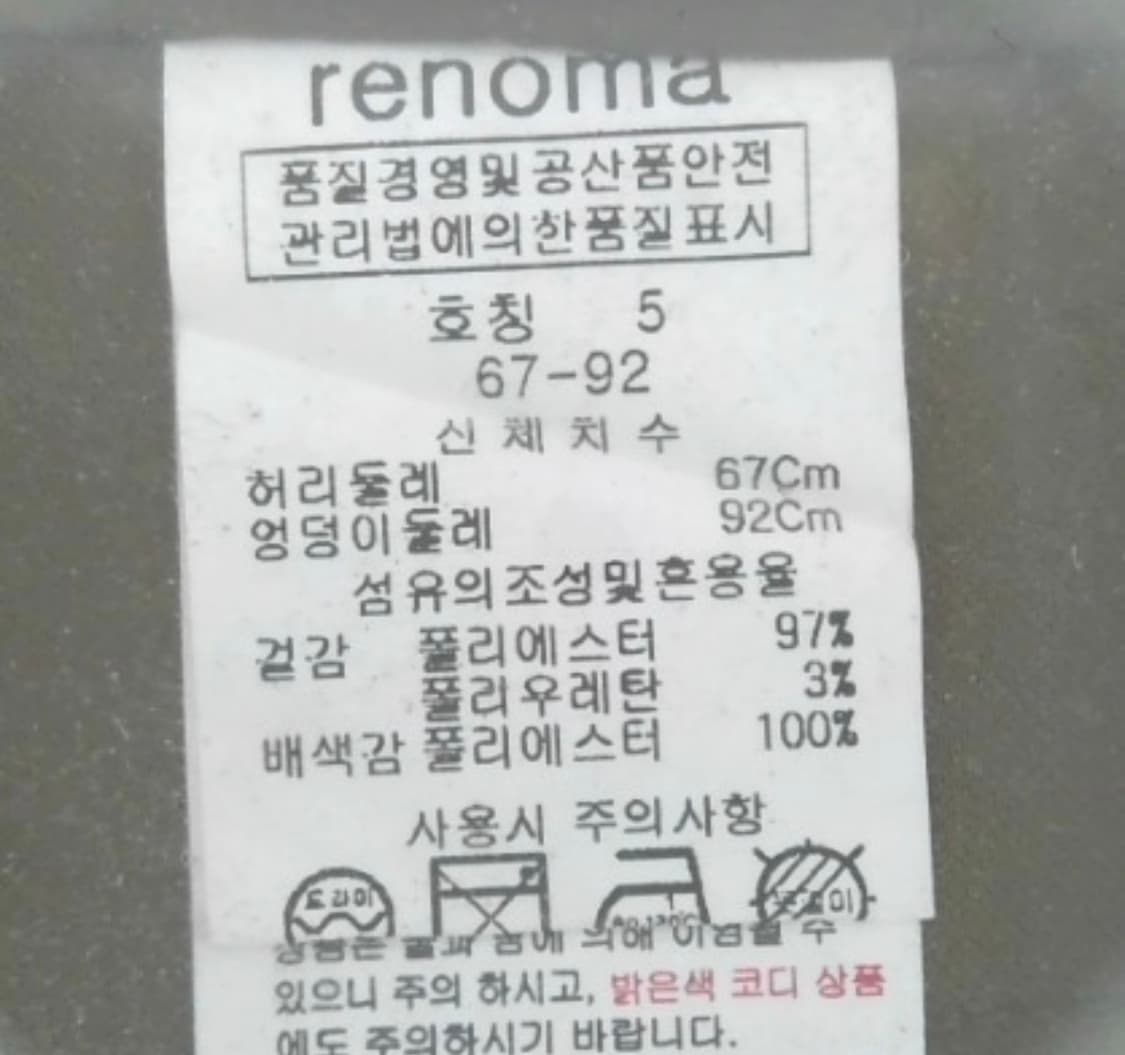 renoma
품질경영및공산품안전
관리법에의한품질표시
호칭 5
67-92
신체치수
허리둘레 67Cm
엉덩이둘레 92Cm
섬유의조성및혼용율
겉감 폴리에스터 97%
폴리우레탄 3%
배색감 폴리에스터 100%
사용시 주의사항
드라이
있으니 주의 하시고, 밝은색 코디 상품
에도 주의하시기 바랍니다.